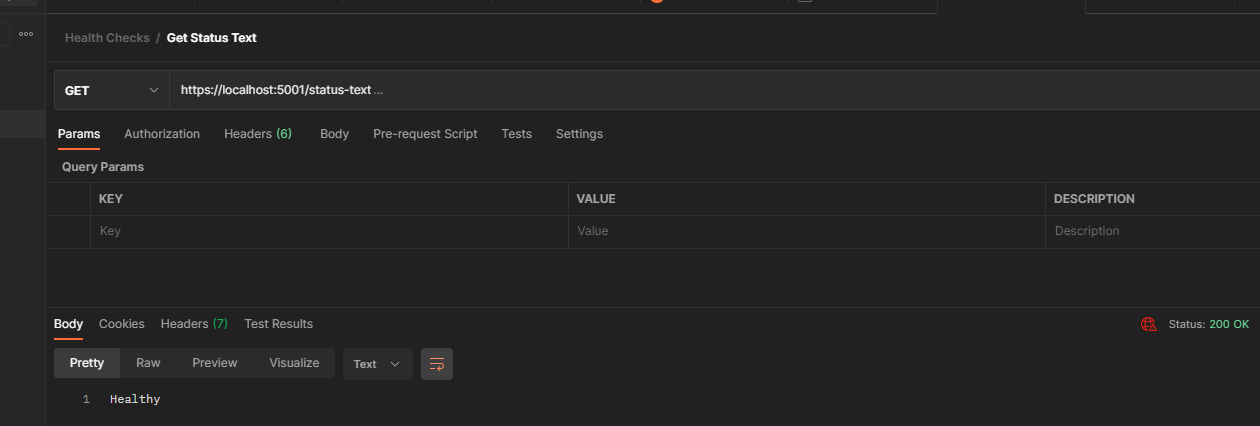 Health Checks / Get Status Text
GET https://localhost:5001/status-text ...
Params Authorization Headers (6) Body Pre-request Script Tests Settings
Query Params
KEY VALUE DESCRIPTION
Key Value Description
Body Cookies Headers (7) Test Results Status: 200 OK
Pretty Raw Preview Visualize Text
1 Healthy